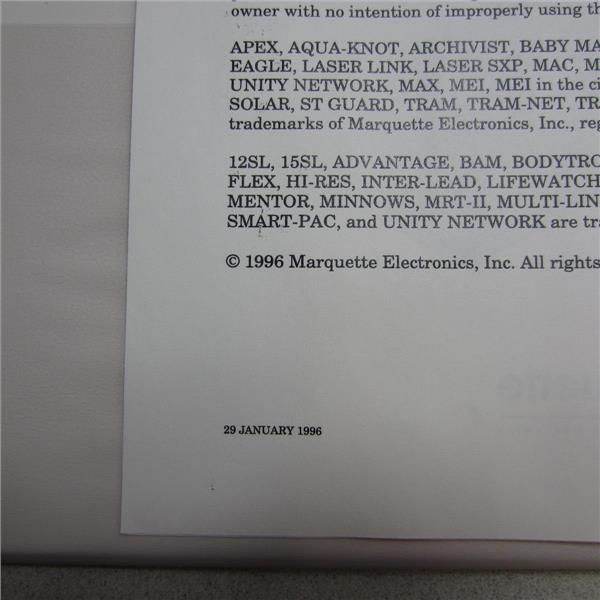 owner with no intention of improperly using th
APEX, AQUA-KNOT, ARCHIVIST, BABY MA
EAGLE, LASER LINK, LASER SXP, MAC, M
UNITY NETWORK, MAX, MEI, MEI in the ci
SOLAR, ST GUARD, TRAM, TRAM-NET, TR
trademarks of Marquette Electronics, Inc., reg
12SL, 15SL, ADVANTAGE, BAM, BODYTRO
FLEX, HI-RES, INTER-LEAD, LIFEWATCH
MENTOR, MINNOWS, MRT-II, MULTI-LIN
SMART-PAC, and UNITY NETWORK are tra
© 1996 Marquette Electronics, Inc. All rights
29 JANUARY 1996